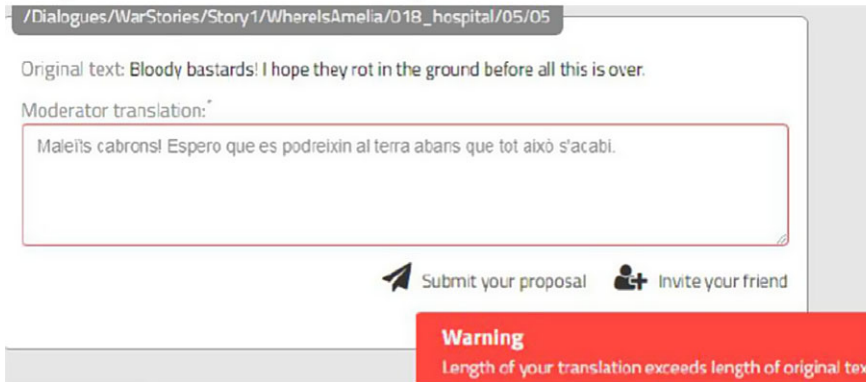 /Dialogues/WarStories/Story1/WhereIsAmelia/018_hospital/05/05
Original text: Bloody bastards! I hope they rot in the ground before all this is over.
Moderator translation:*
Maleïts cabrons! Espero que es podreixin al terra abans que tot això s'acabi.
Submit your proposal Invite your friend
Warning
Length of your translation exceeds length of original tex